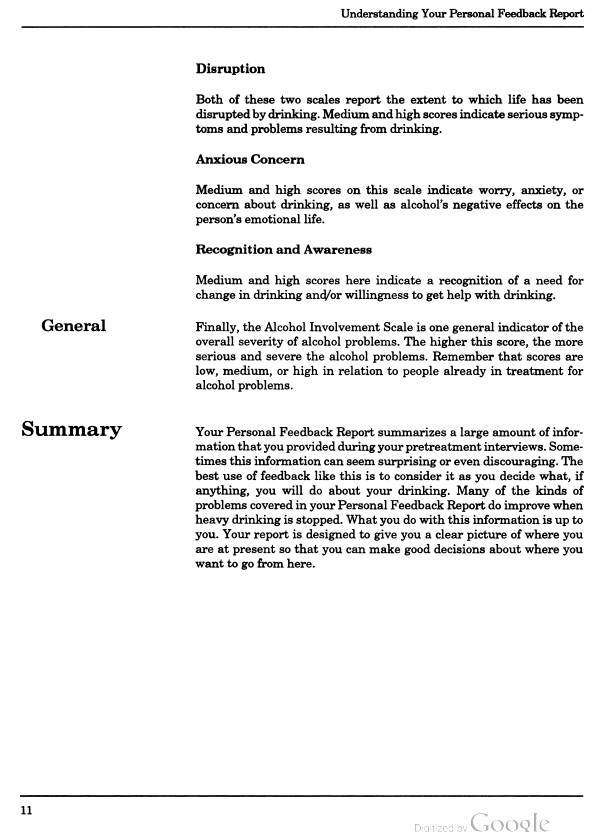 Understanding Your Personal Feedback Report
Disruption
Both of these two scales report the extent to which life has been
disrupted by drinking. Medium and high scores indicate serious symp-
toms and problems resulting from drinking.
Anxious Concern
Medium and high scores on this scale indicate worry, anxiety, or
concern about drinking, as well as alcohol's negative effects on the
person's emotional life.
Recognition and Awareness
Medium and high scores here indicate a recognition of a need for
change in drinking and/or willingness to get help with drinking.
General
Finally, the Alcohol Involvement Scale is one general indicator of the
overall severity of alcohol problems. The higher this score, the more
serious and severe the alcohol problems. Remember that scores are
low, medium, or high in relation to people already in treatment for
alcohol problems.
Summary
Your Personal Feedback Report summarizes a large amount of infor-
mation that you provided during your pretreatment interviews. Some-
times this information can seem surprising or even discouraging. The
best use of feedback like this is to consider it as you decide what, if
anything, you will do about your drinking. Many of the kinds of
problems covered in your Personal Feedback Report do improve when
heavy drinking is stopped. What you do with this information is up to
you. Your report is designed to give you a clear picture of where you
are at present so that you can make good decisions about where you
want to go from here.
11
Digitized by Google